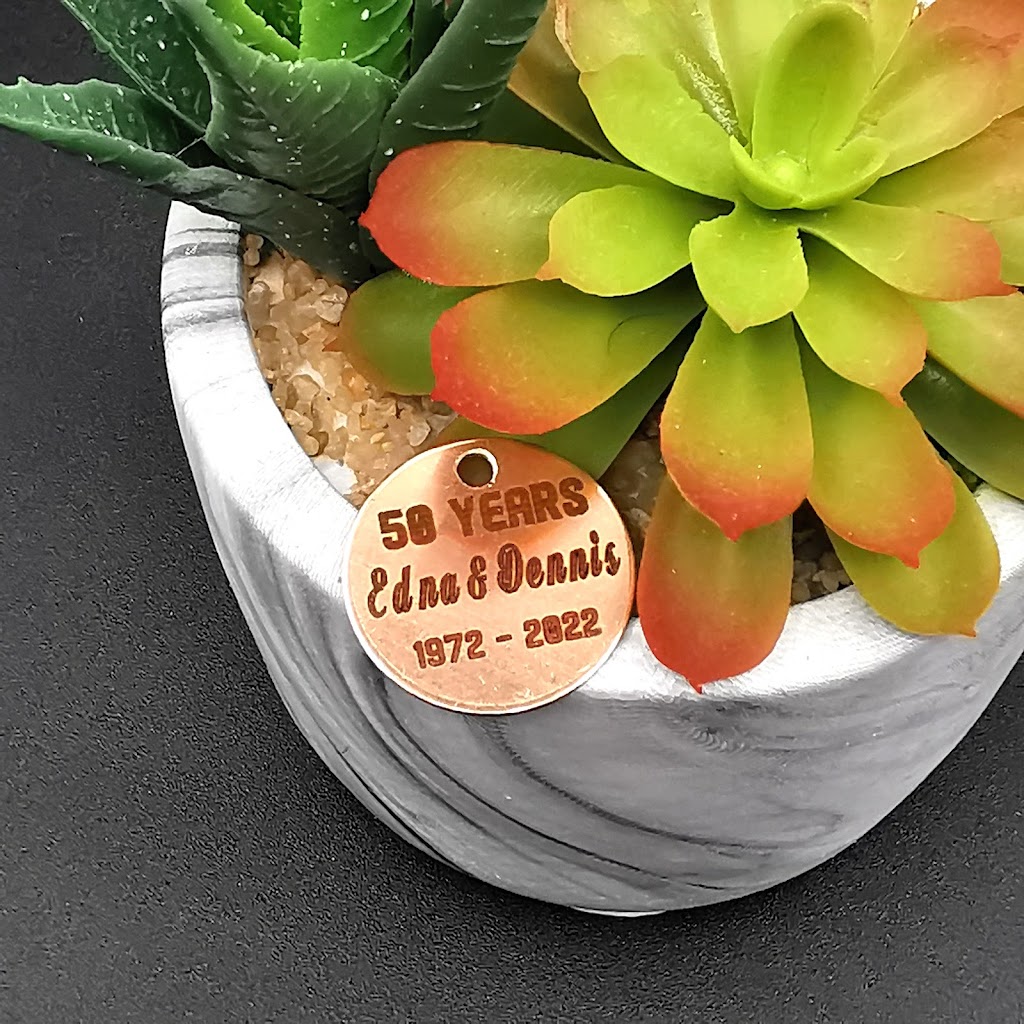 50 YEARS
Edna & Dennis
1972 - 2022